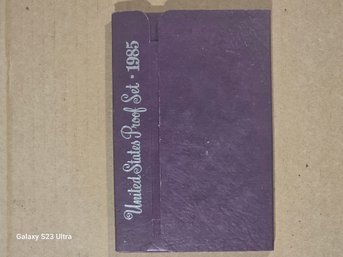 United States Proof Set • 1985
Galaxy S23 Ultra